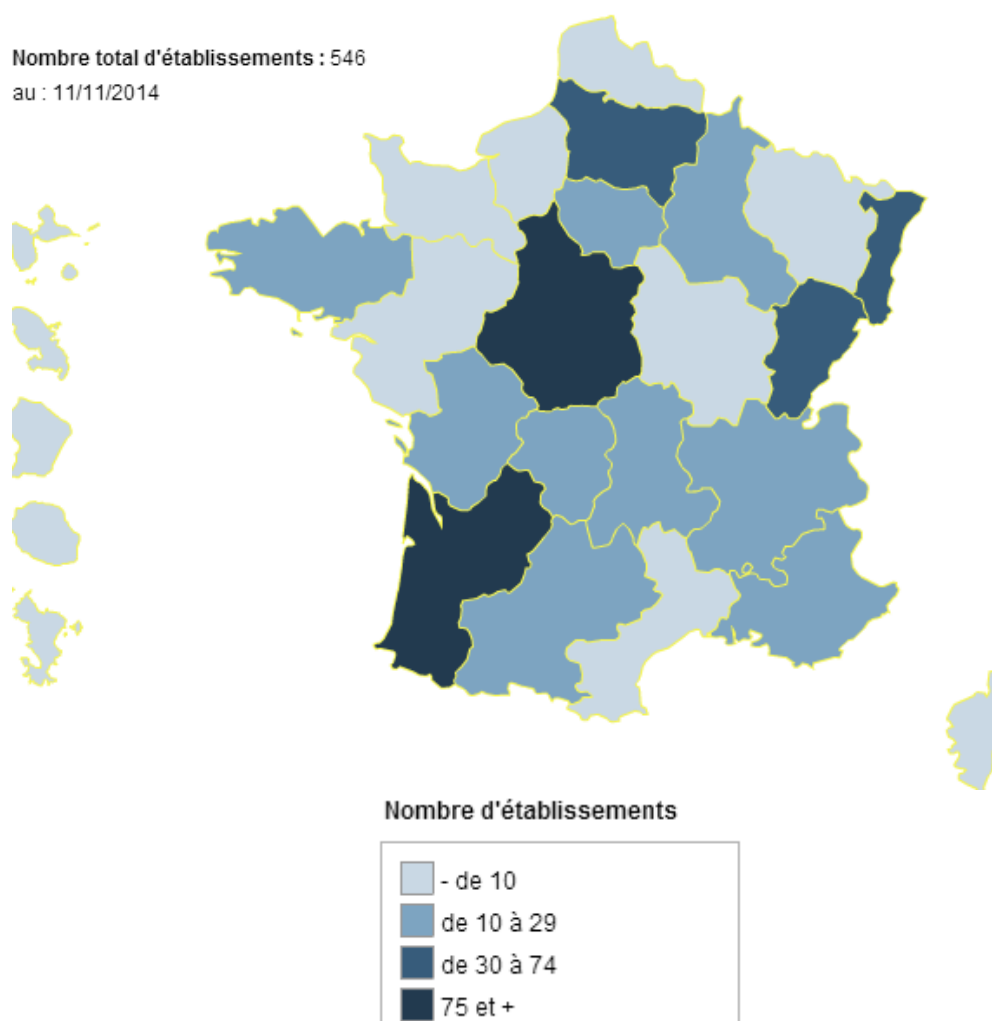 Nombre total d'établissements : 546
au : 11/11/2014
Nombre d'établissements
- de 10
de 10 à 29
de 30 à 74
75 et +